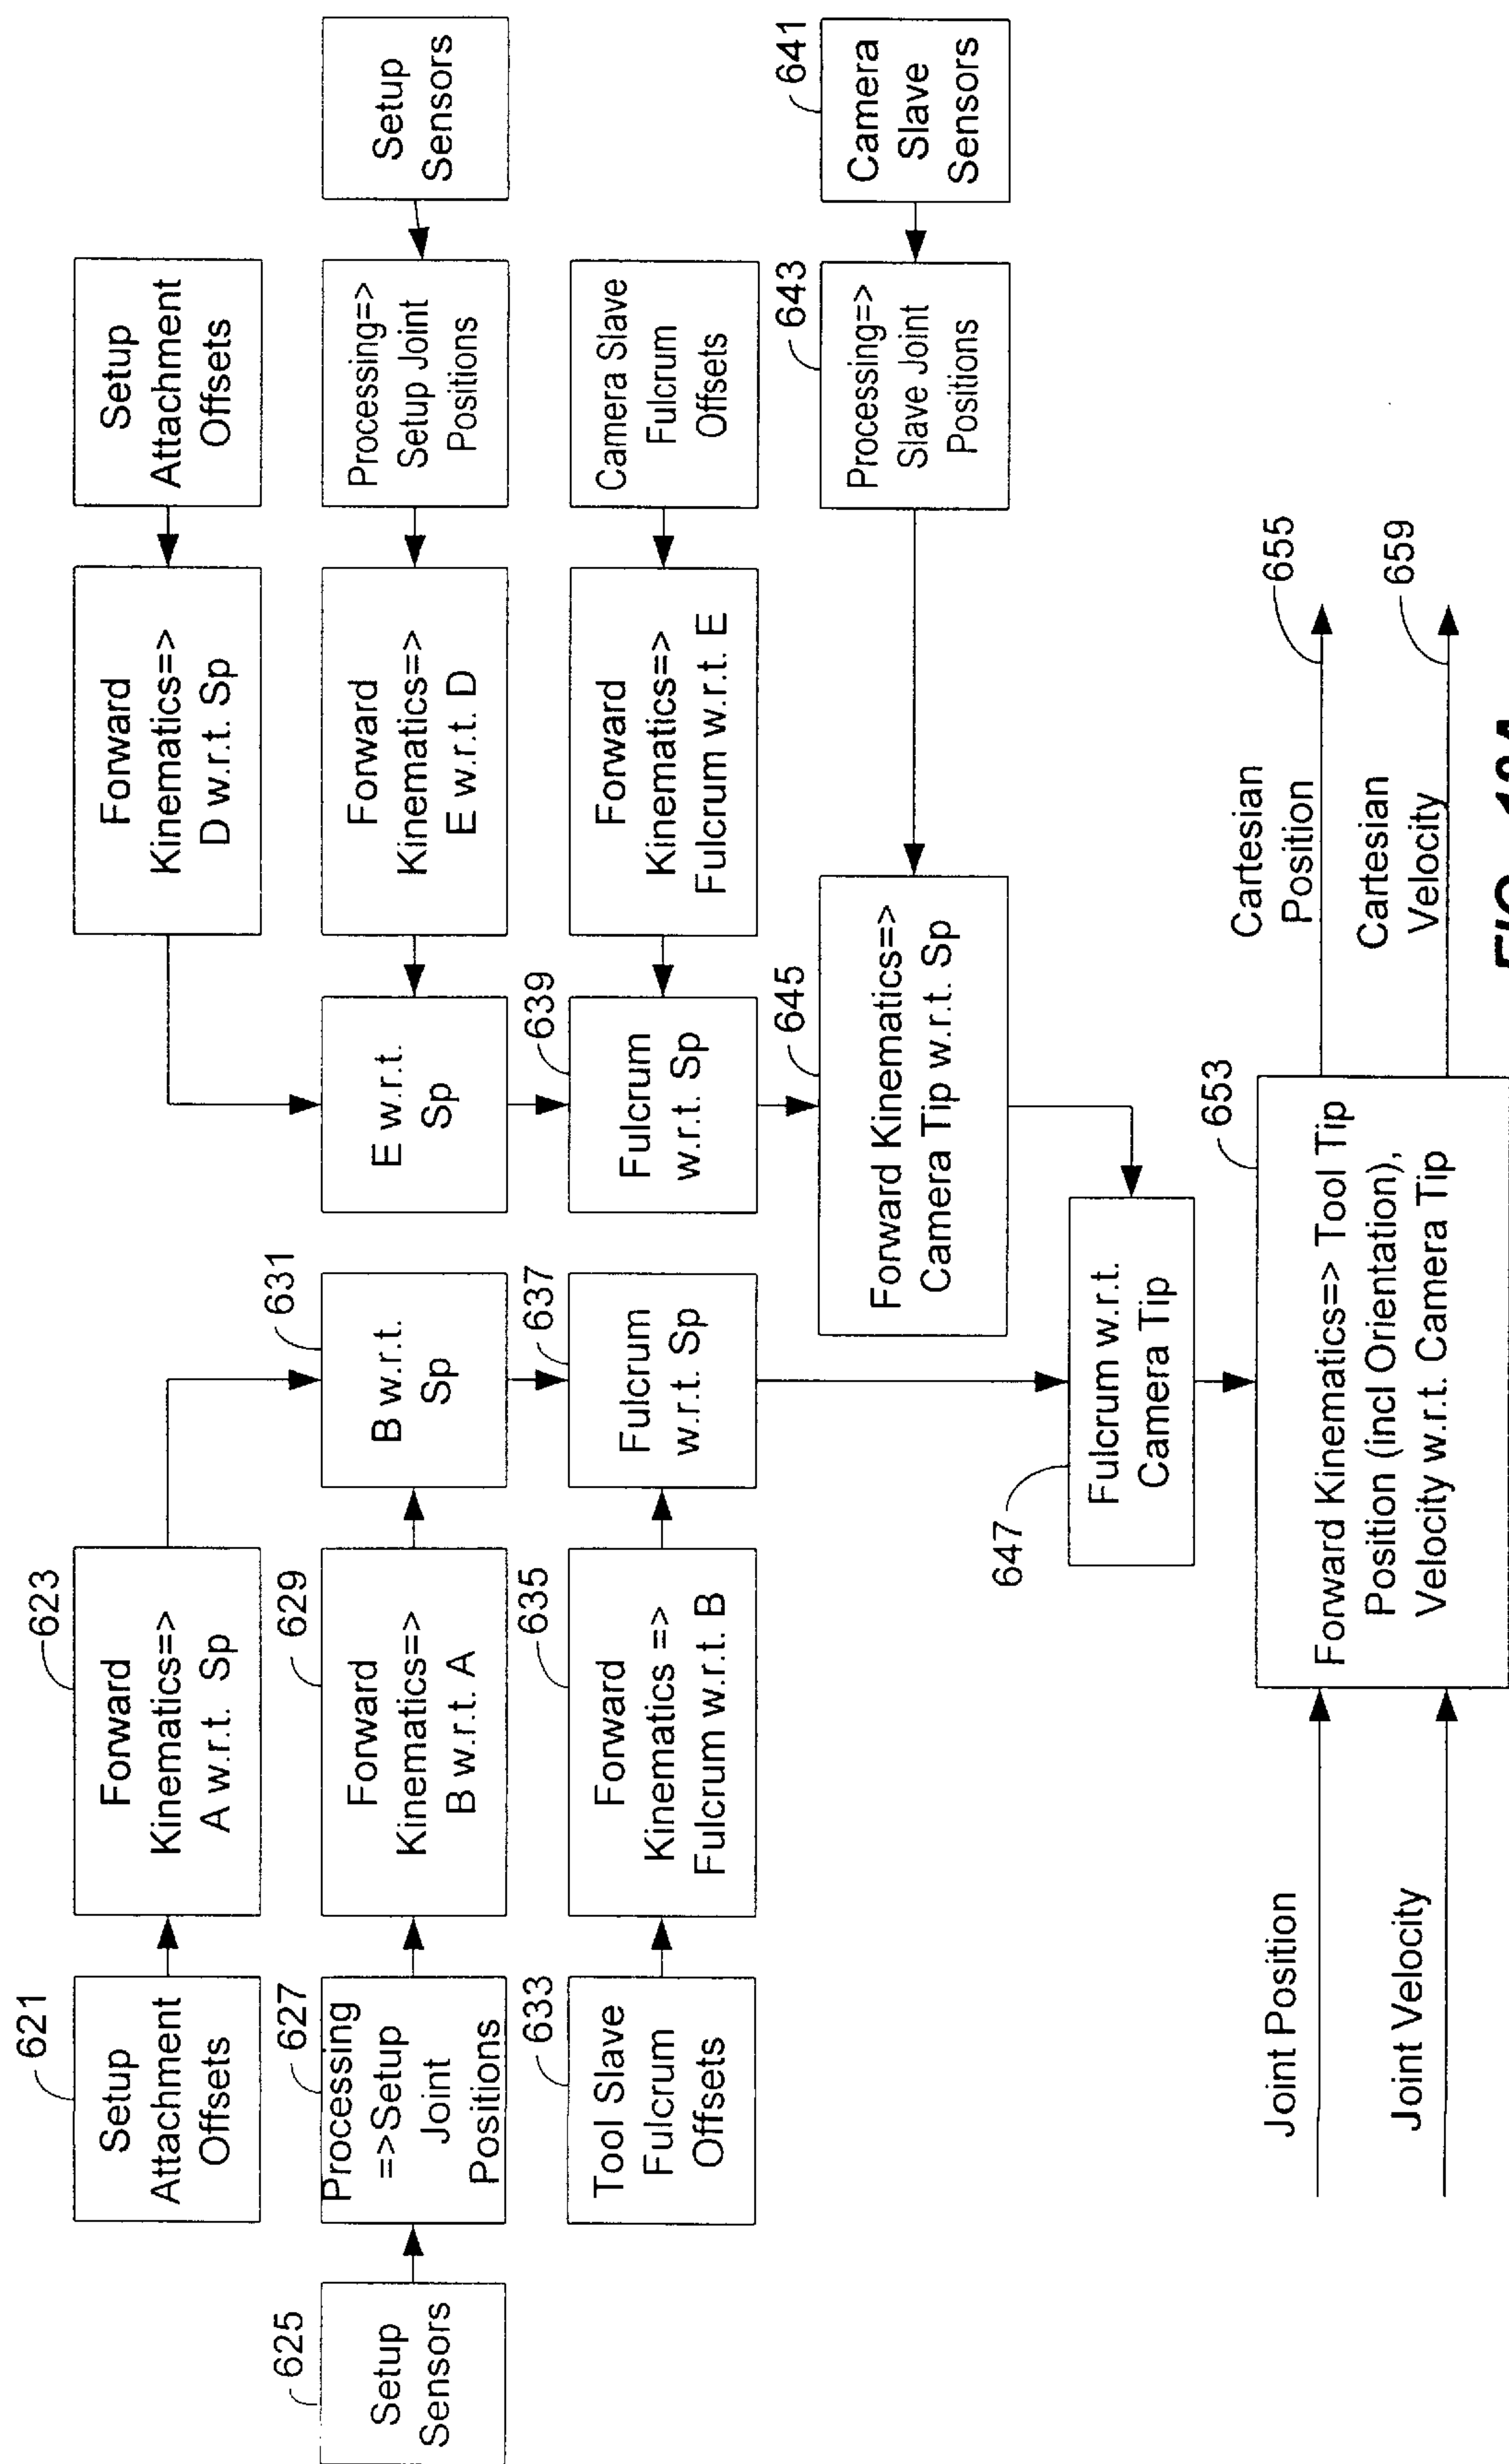 621
Setup
Attachment
Offsets
623
Forward
Kinematics=>
A w.r.t. Sp
Forward
Kinematics=>
D w.r.t. Sp
Setup
Attachment
Offsets
625
Setup
Sensors
627
Processing
=>Setup
Joint
Positions
629
Forward
Kinematics=>
B w.r.t. A
631
B w.r.t.
Sp
E w.r.t.
Sp
Forward
Kinematics=>
E w.r.t. D
Processing=>
Setup Joint
Positions
Setup
Sensors
633
Tool Slave
Fulcrum
Offsets
635
Forward
Kinematics =>
Fulcrum w.r.t. B
637
Fulcrum
w.r.t. Sp
639
Fulcrum
w.r.t. Sp
Forward
Kinematics=>
Fulcrum w.r.t. E
Camera Slave
Fulcrum
Offsets
645
Forward Kinematics=>
Camera Tip w.r.t. Sp
643
Processing=>
Slave Joint
Positions
641
Camera
Slave
Sensors
647
Fulcrum w.r.t.
Camera Tip
653
Forward Kinematics=> Tool Tip
Position (incl Orientation),
Velocity w.r.t. Camera Tip
Joint Position
Joint Velocity
Cartesian
Position
655
Cartesian
Velocity
659